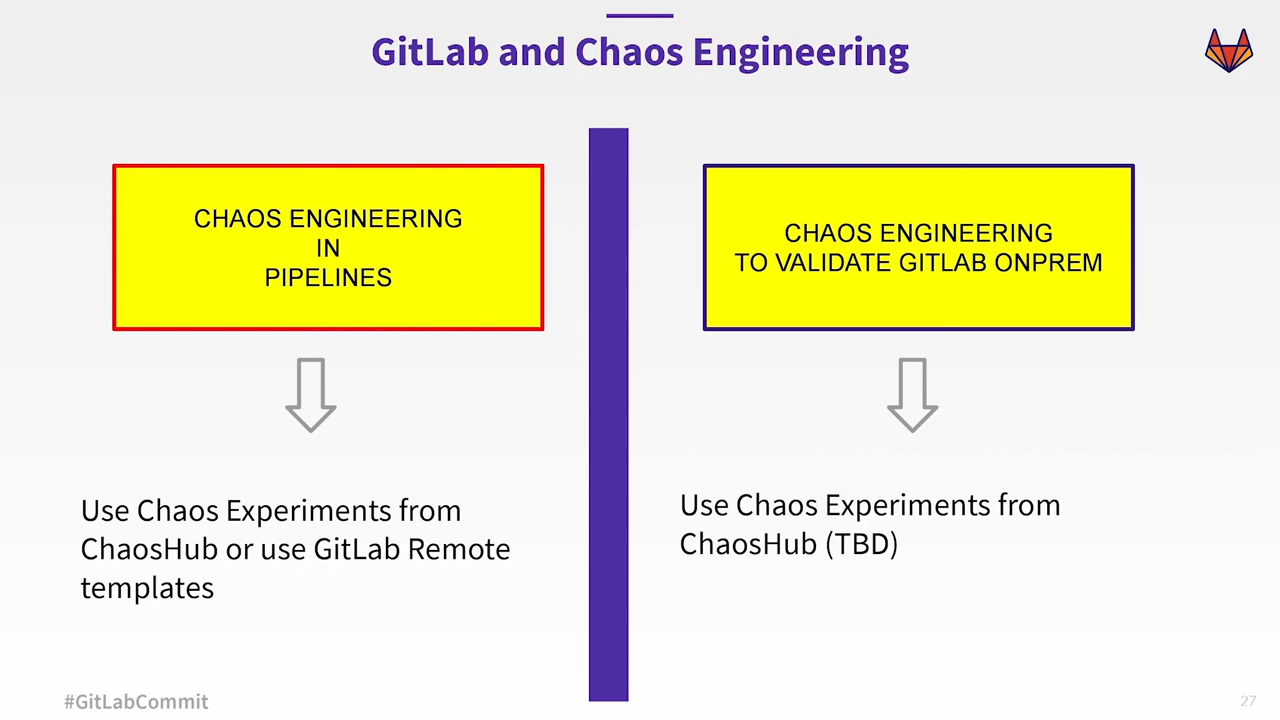 GitLab and Chaos Engineering
CHAOS ENGINEERING
IN
PIPELINES
Use Chaos Experiments from
ChaosHub or use GitLab Remote
templates
CHAOS ENGINEERING
TO VALIDATE GITLAB ONPREM
Use Chaos Experiments from
ChaosHub (TBD)
#GitLabCommit
27